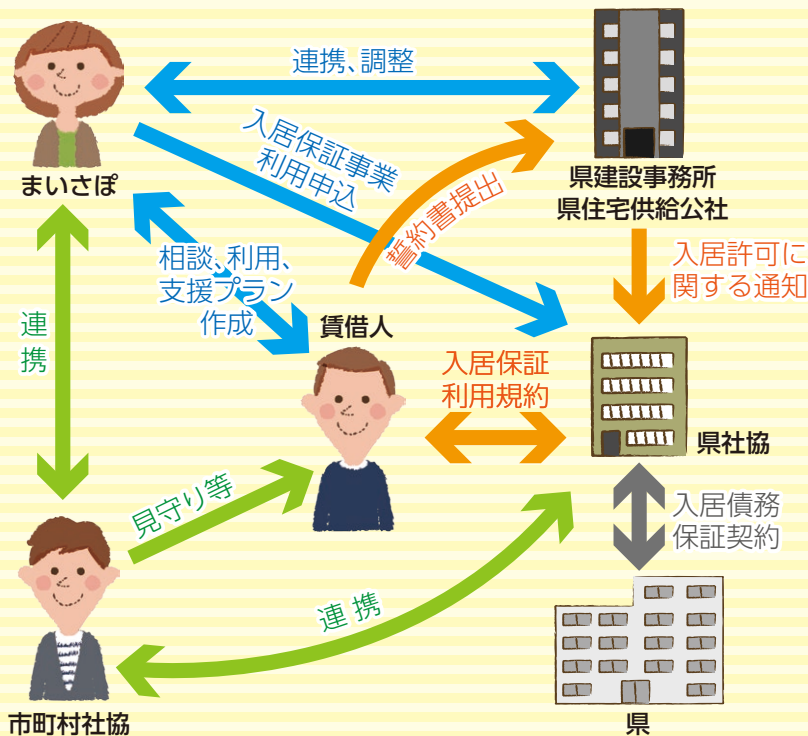 連携、調整
まいさぽ
入居保証事業
利用申込
誓約書提出
県建設事務所
県住宅供給公社
相談、利用、
支援プラン
作成
入居許可に
関する通知
連
携
賃借人
入居保証
利用規約
県社協
見守り等
入居債務
保証契約
連携
市町村社協
県